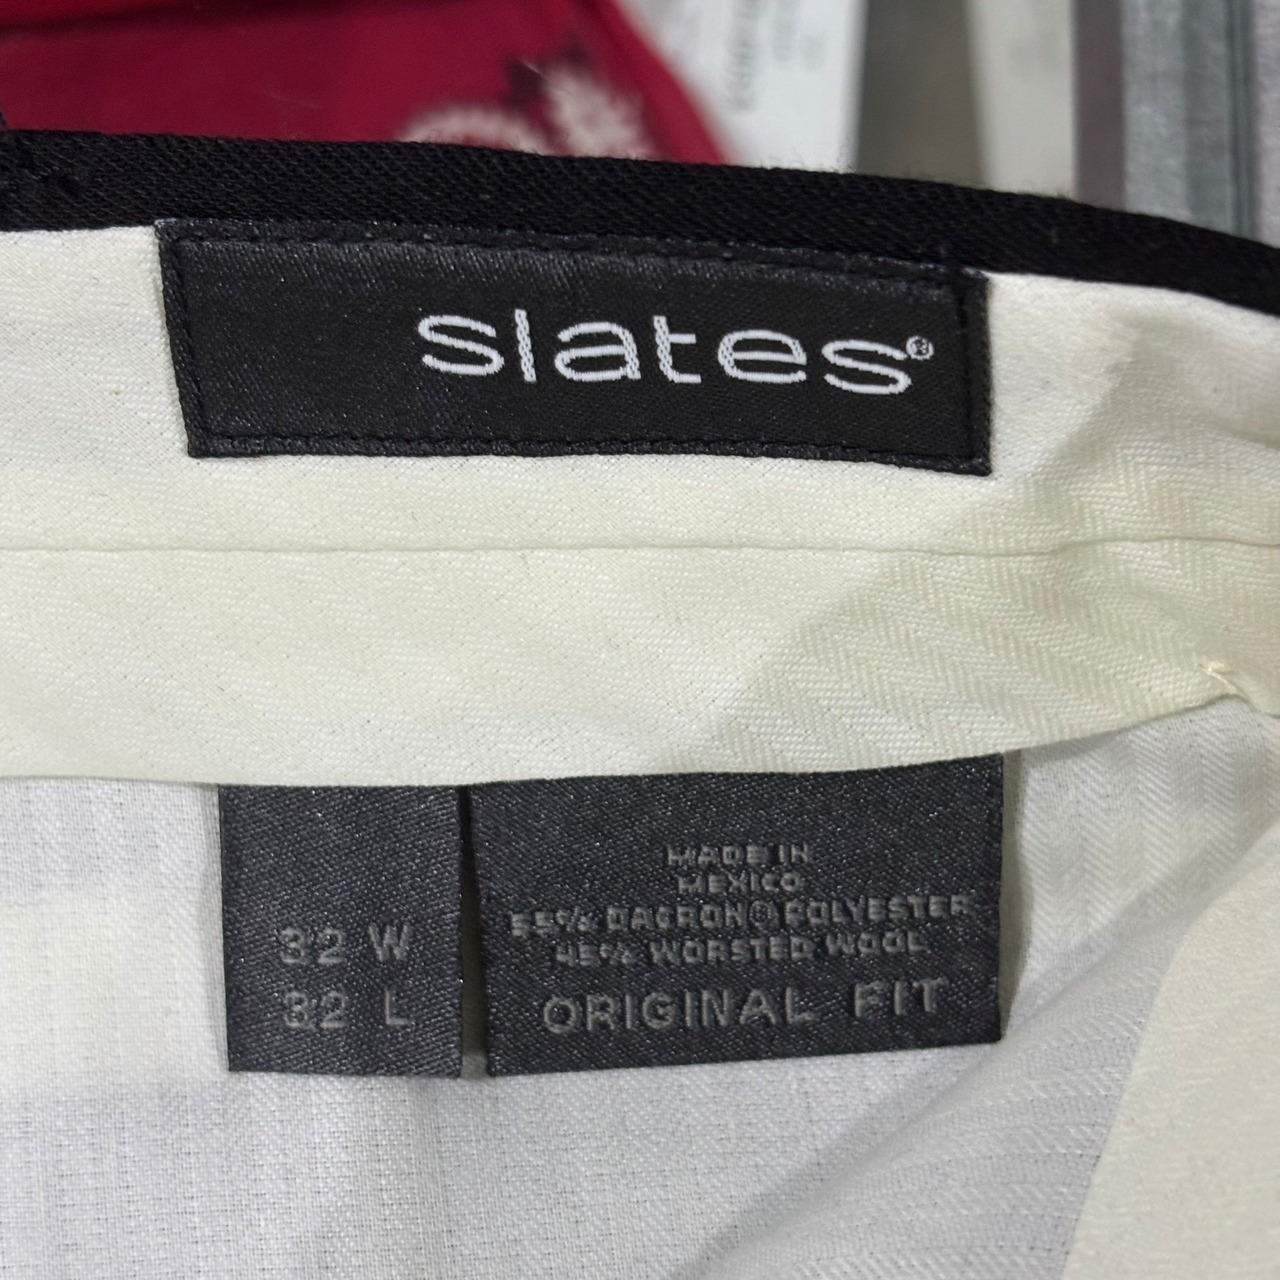 slates®
32 W
32 L
MADE IN
MEXICO
55% DACRON® POLYESTER
45% WORSTED WOOL
ORIGINAL FIT